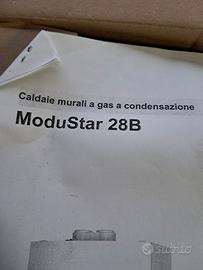 Caldaie murali a gas a condensazione
ModuStar 28B
subito